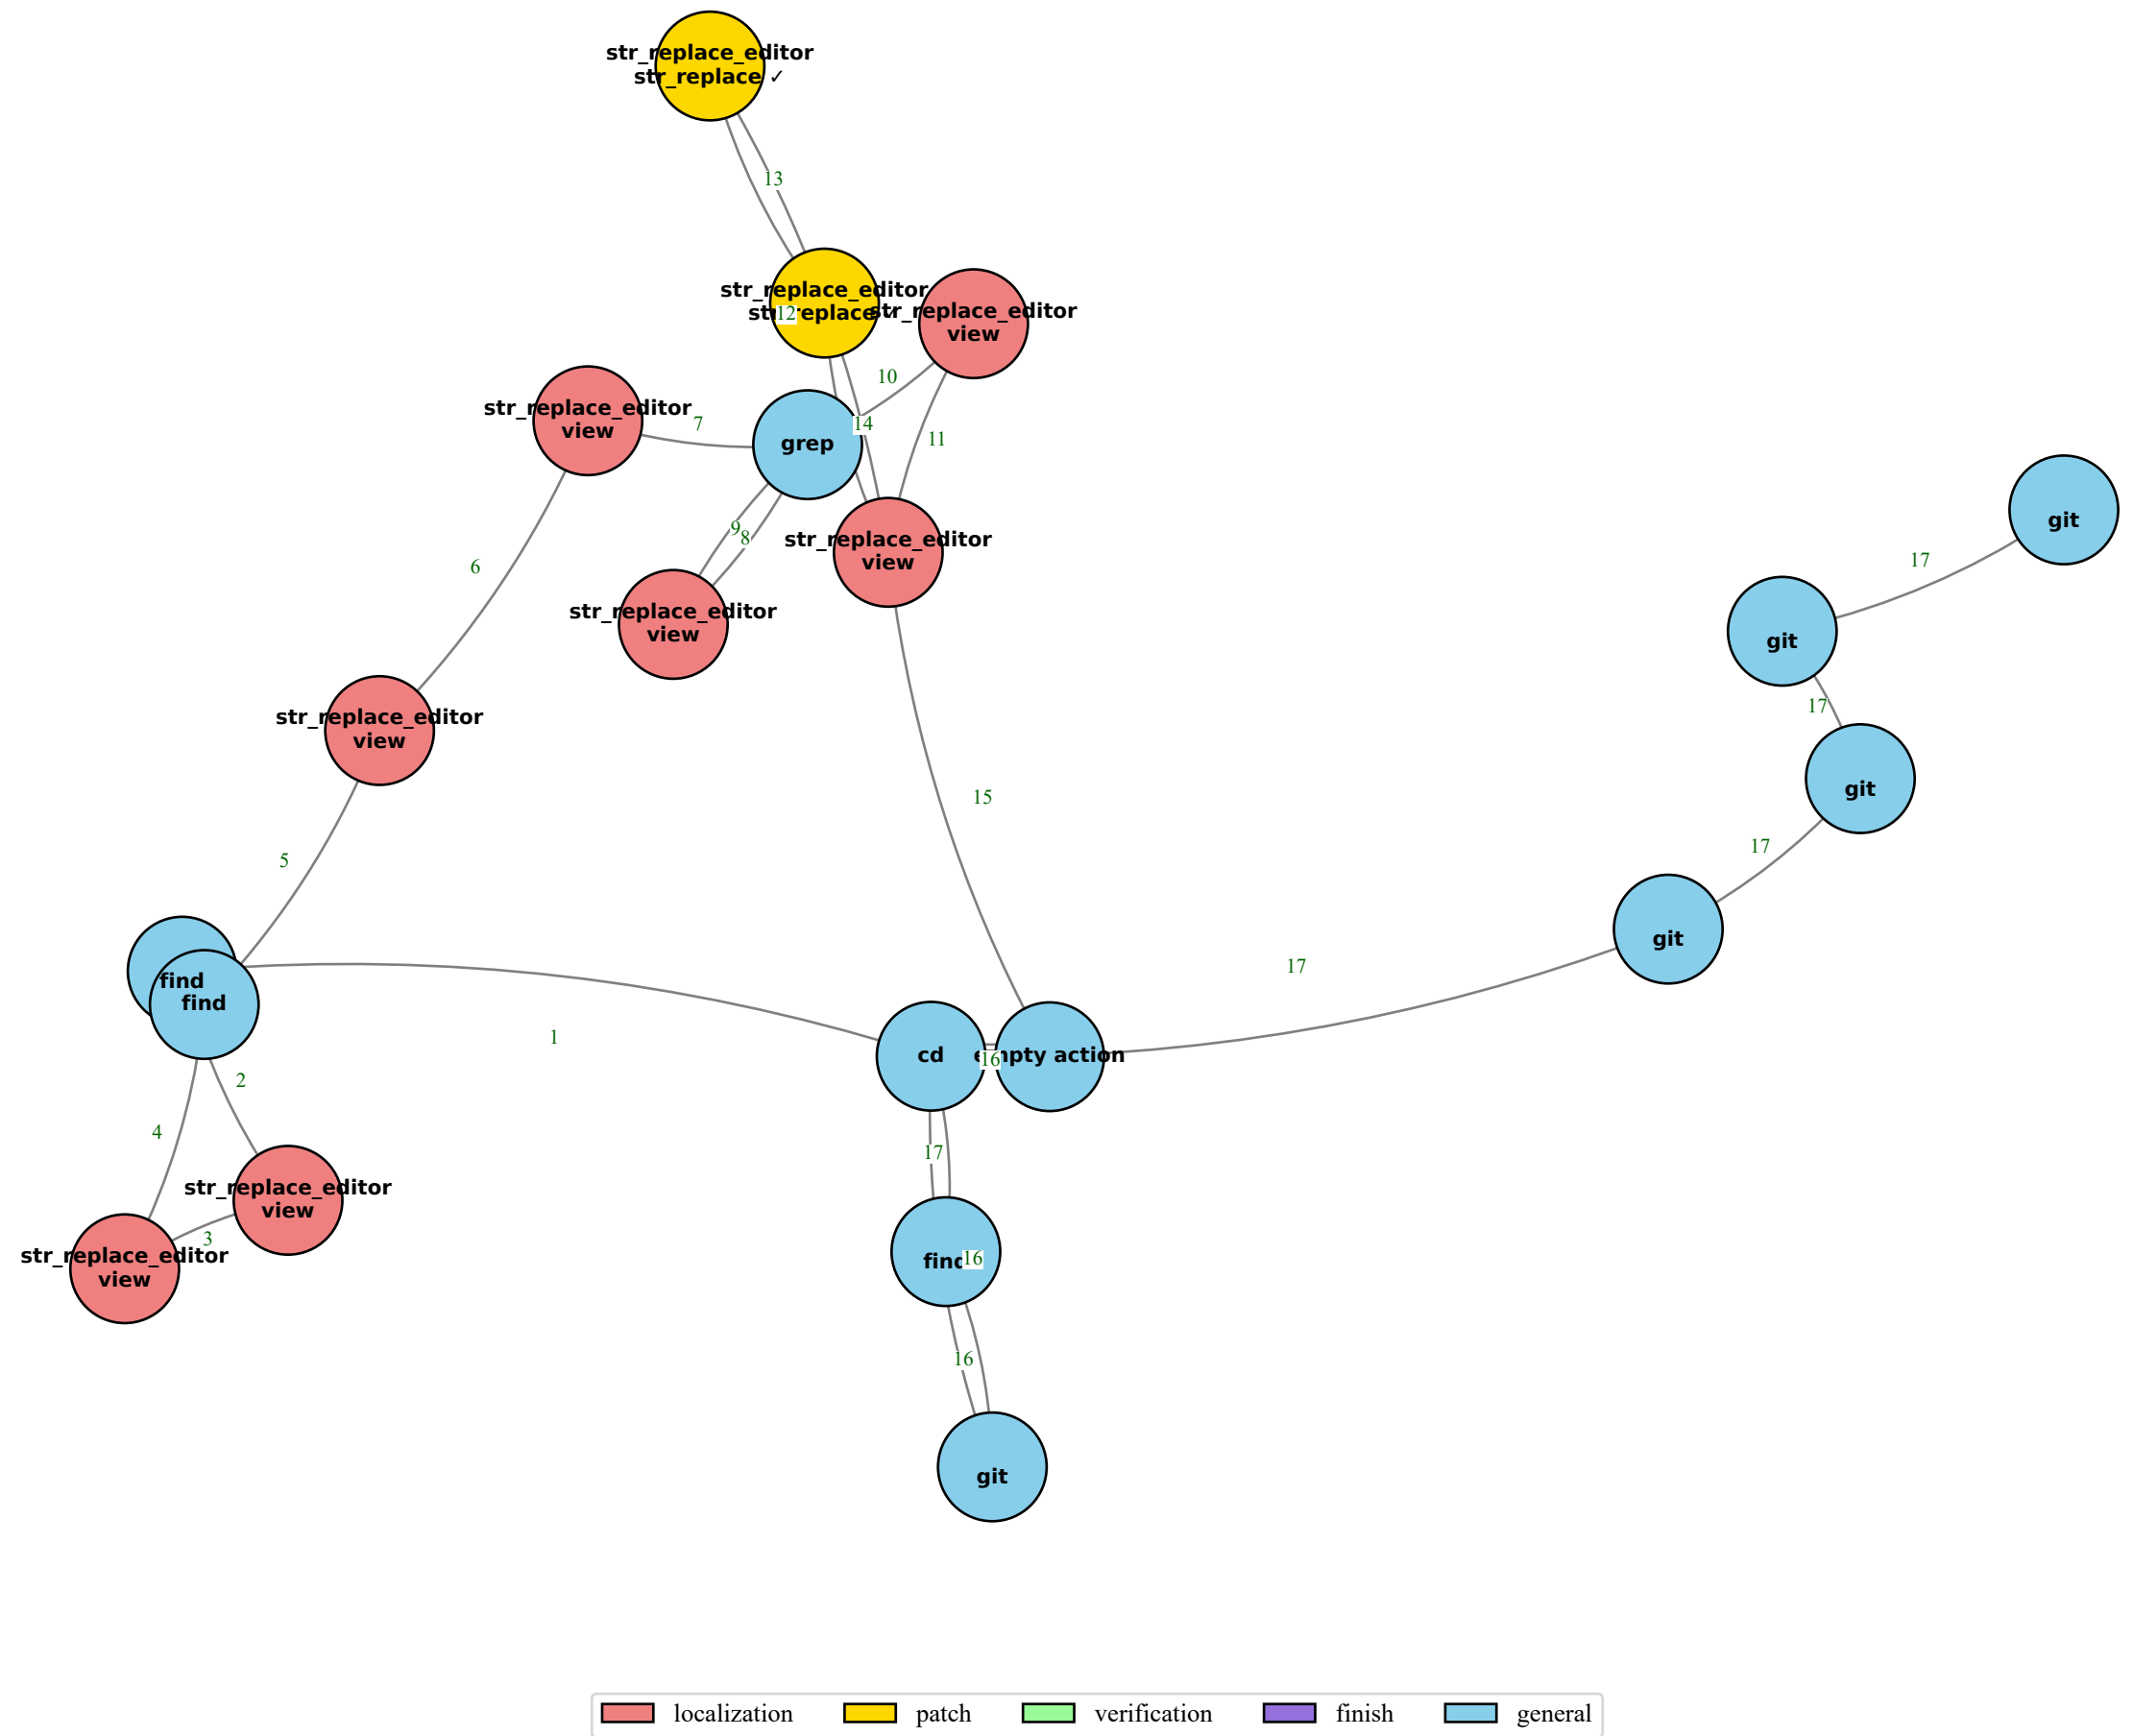 str_replace_editor
str_replace ✓
13
str_replace_editor
str_replace ✓
12
str_replace_editor
view
10
str_replace_editor
view
7
grep
14
11
9
8
str_replace_editor
view
str_replace_editor
view
6
git
17
git
17
git
17
git
17
str_replace_editor
view
5
15
find
find
1
cd
16
empty action
2
4
17
str_replace_editor
view
3
str_replace_editor
view
find
16
16
git
localization
patch
verification
finish
general